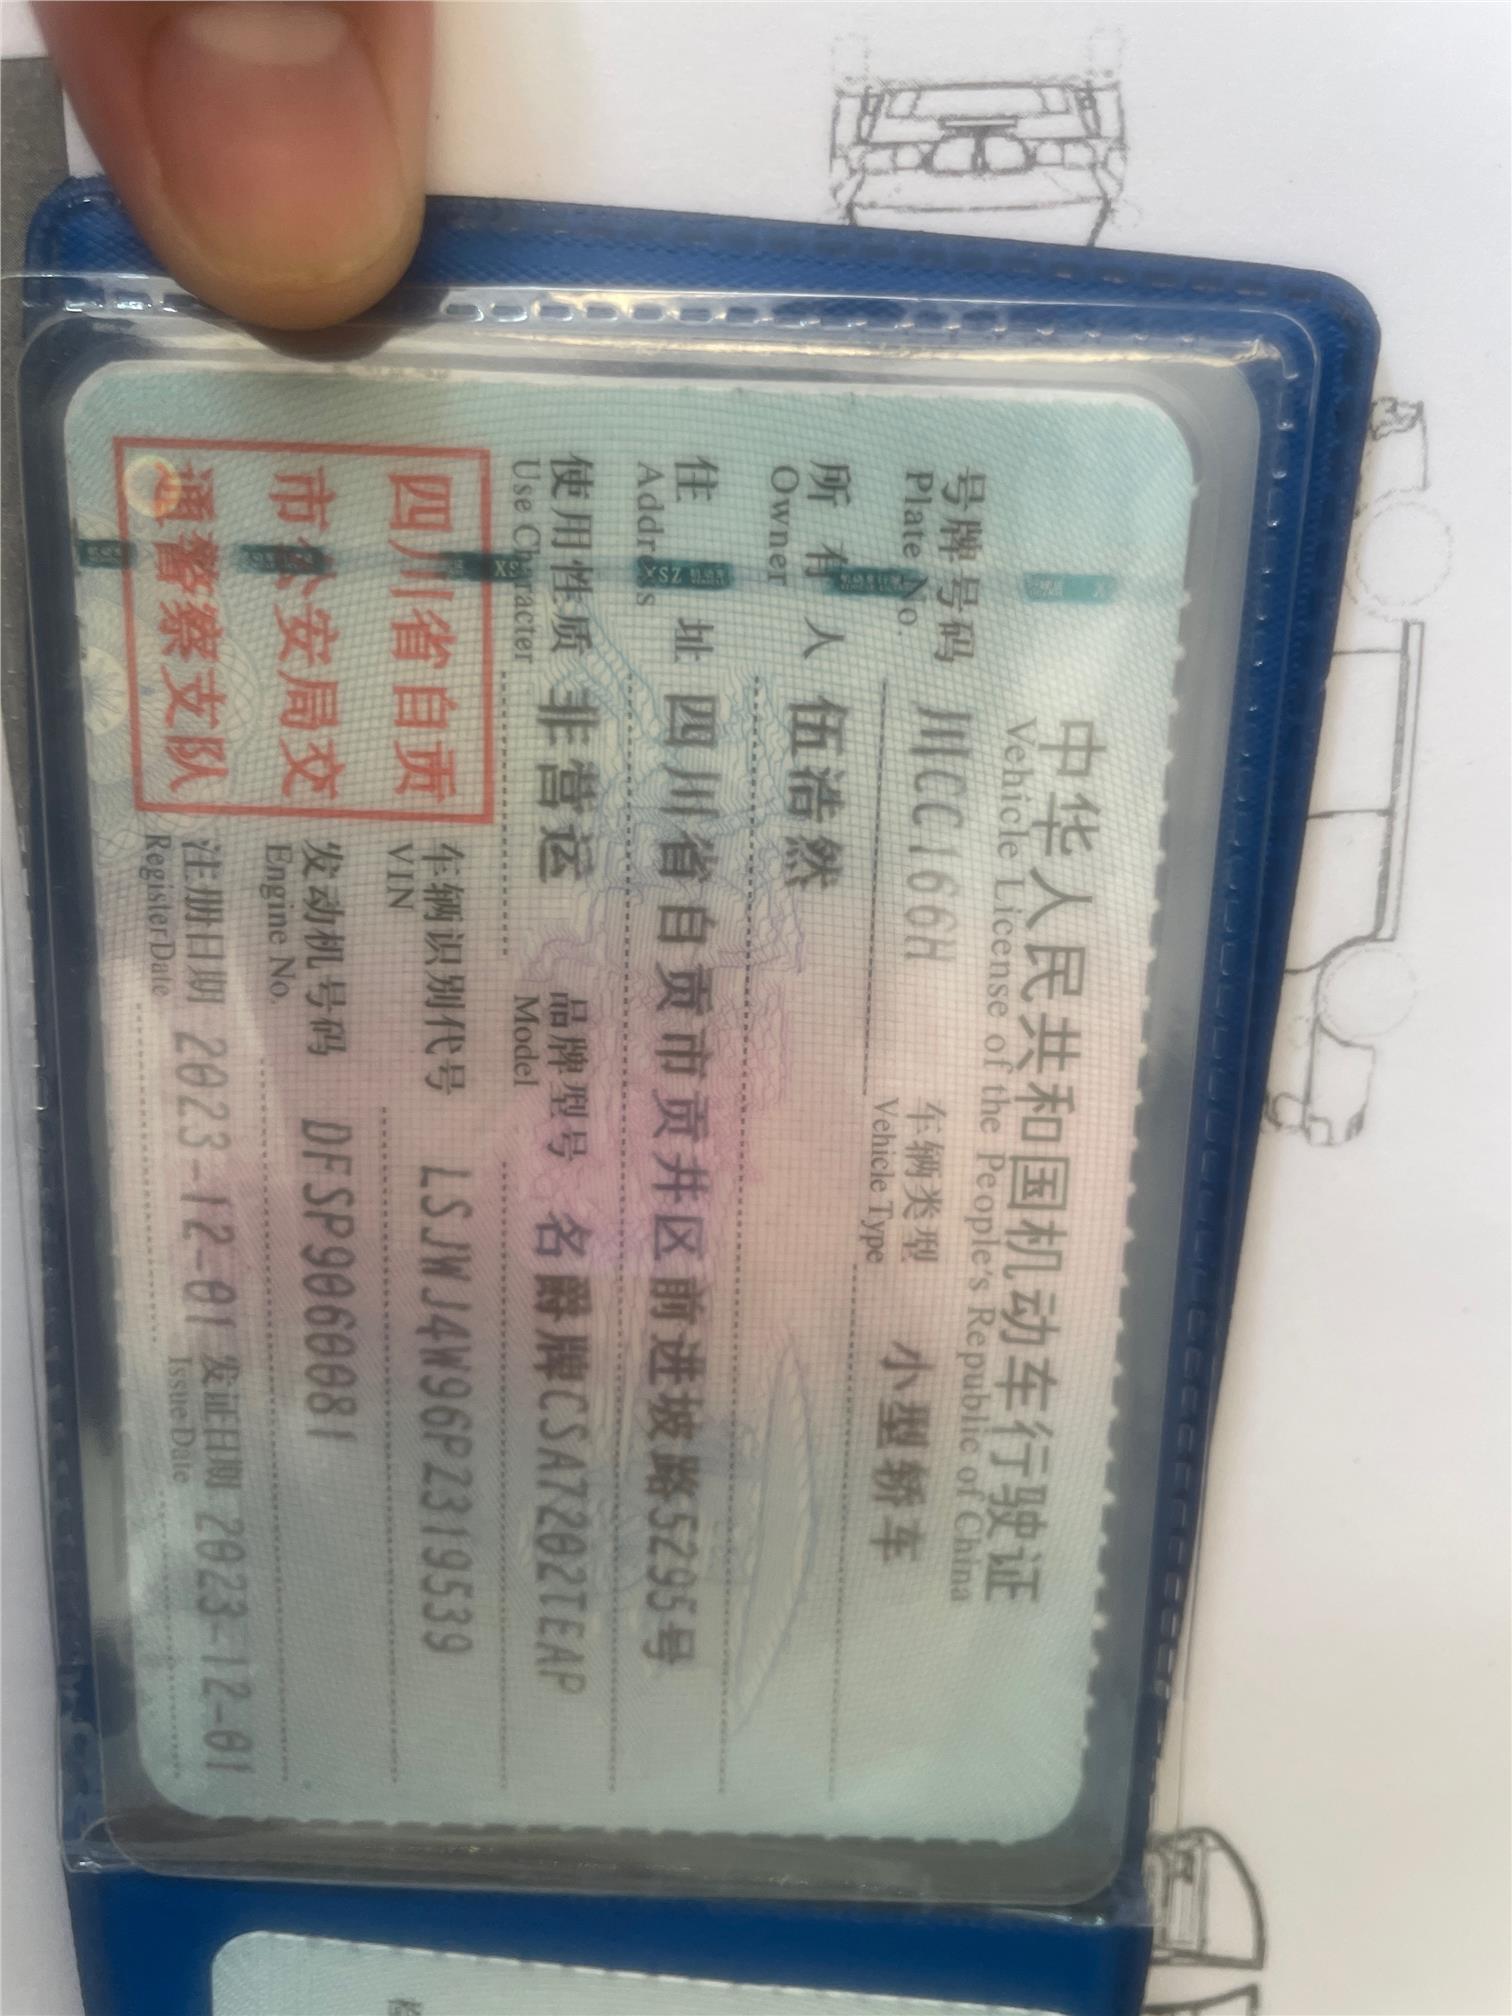 中华人民共和国机动车行驶证
Vehicle License of the People's Republic of China
号牌号码 川CC166H 车辆类型 小型轿车
Plate No. Vehicle Type
所有人 伍浩然
Owner
住址 四川省自贡市贡井区前进坡路5295号
Address
使用性质 非营运 品牌型号 名爵牌CSA7202TEAP
Use Character Model
四川省自贡
市公安局交
通警察支队
车辆识别代号 LSJWJ4W96P2319539
VIN
发动机号码 DFSP9060081
Engine No.
注册日期 2023-12-01 发证日期 2023-12-01
Register Date Issue Date